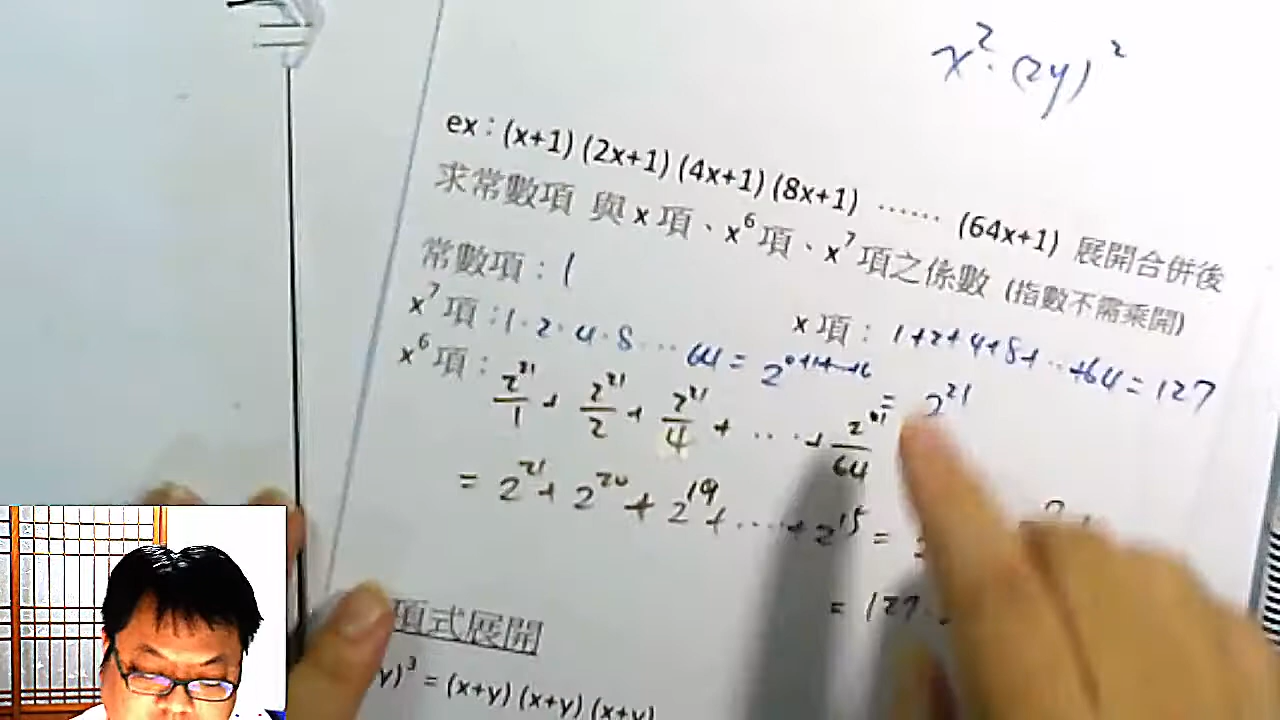 x²·(2y)²
ex：(x+1) (2x+1) (4x+1) (8x+1) …… (64x+1) 展開合併後
求常數項 與 x 項、x⁶項、x⁷項之係數 (指數不需乘開)
常數項：1
x 項：1+2+4+8+…+64=127
x⁷項：1·2·4·8…64=2⁰⁺¹⁺…⁺⁶
=2²¹
x⁶項：2²¹/1 + 2²¹/2 + 2²¹/4 + … + 2²¹/64
= 2²¹ + 2²⁰ + 2¹⁹ + … + 2¹⁵ =
= 127·
項式展開
y)³ = (x+y) (x+y) (x+y)